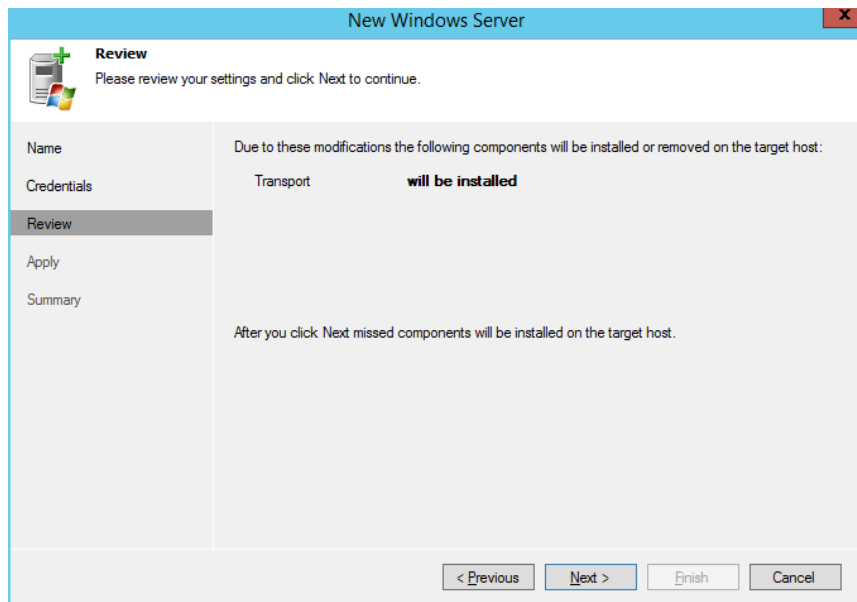 New Windows Server
x
Review
Please review your settings and click Next to continue.
Name
Credentials
Review
Apply
Summary
Due to these modifications the following components will be installed or removed on the target host:
Transport will be installed
After you click Next missed components will be installed on the target host.
< Previous
Next >
Finish
Cancel